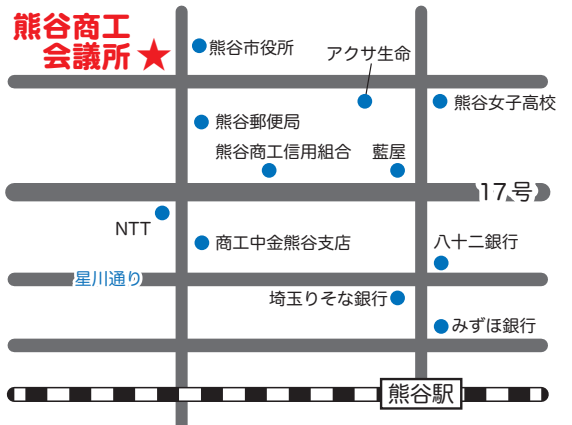 熊谷商工
会議所
熊谷市役所
アクサ生命
熊谷女子高校
熊谷郵便局
熊谷商工信用組合
藍屋
17号
NTT
商工中金熊谷支店
八十二銀行
星川通り
埼玉りそな銀行
みずほ銀行
熊谷駅